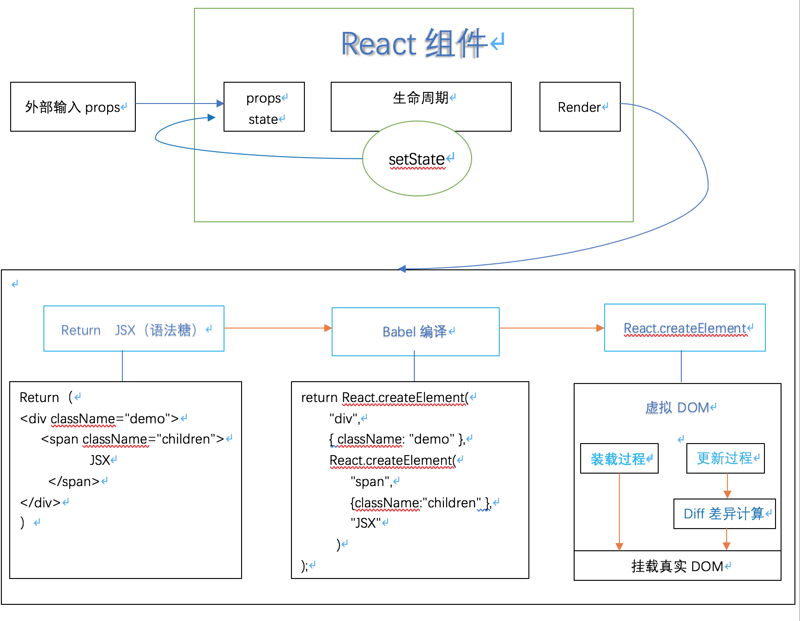 React 组件
外部输入 props
props
state
生命周期
Render
setState
Return JSX（语法糖）
Babel 编译
React.createElement
Return（
<div className="demo">
<span className="children">
JSX
</span>
</div>
）
return React.createElement(
"div",
{ className: "demo" },
React.createElement(
"span",
{className:"children" },
"JSX"
)
);
虚拟 DOM
装载过程
更新过程
Diff 差异计算
挂载真实 DOM